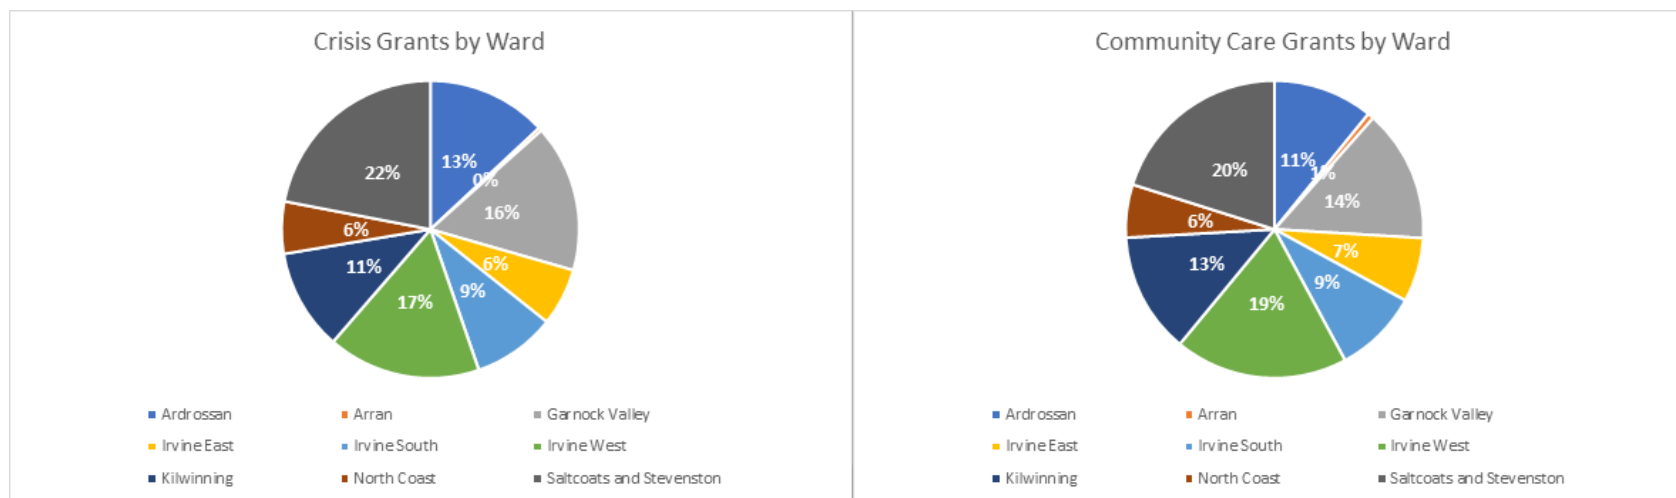 Crisis Grants by Ward
13%
0%
22%
16%
6%
6%
11%
9%
17%
Ardrossan Arran Garnock Valley
Irvine East Irvine South Irvine West
Kilwinning North Coast Saltcoats and Stevenston
Community Care Grants by Ward
11%
1%
20%
14%
6%
7%
13%
9%
19%
Ardrossan Arran Garnock Valley
Irvine East Irvine South Irvine West
Kilwinning North Coast Saltcoats and Stevenston